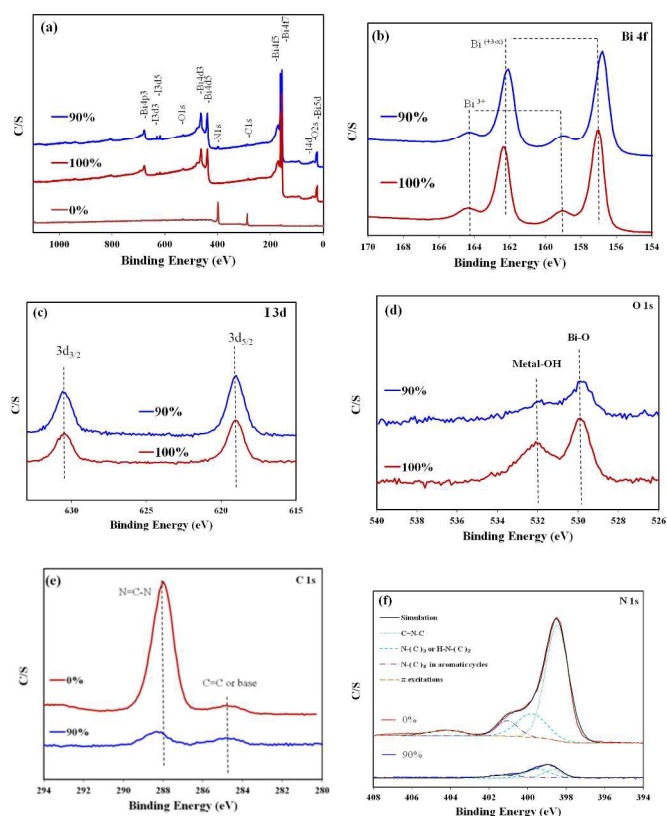 (a)
-Bi4p3
-I3d3
-I3d5
-O1s
-Bi4d3
-Bi4d5
-N1s
-C1s
-Bi4f5
-Bi4f7
-I4d
-O2s
-Bi5d
90%
100%
0%
C/S
1000 800 600 400 200 0
Binding Energy (eV)
(b)
Bi 4f
Bi (+3-x)
Bi 3+
90%
100%
C/S
170 168 166 164 162 160 158 156 154
Binding Energy (eV)
(c)
I 3d
3d3/2
3d5/2
90%
100%
C/S
630 625 620 615
Binding Energy (eV)
(d)
O 1s
Bi-O
Metal-OH
90%
100%
C/S
540 538 536 534 532 530 528 526
Binding Energy (eV)
(e)
C 1s
N=C-N
C=C or base
0%
90%
C/S
294 292 290 288 286 284 282 280
Binding Energy (eV)
(f)
N 1s
Simulation
C-N-C
N-(C)3 or H-N-(C)2
N-(C)3 in aromatic cycles
π-excitations
0%
90%
C/S
408 406 404 402 400 398 396 394
Binding Energy (eV)